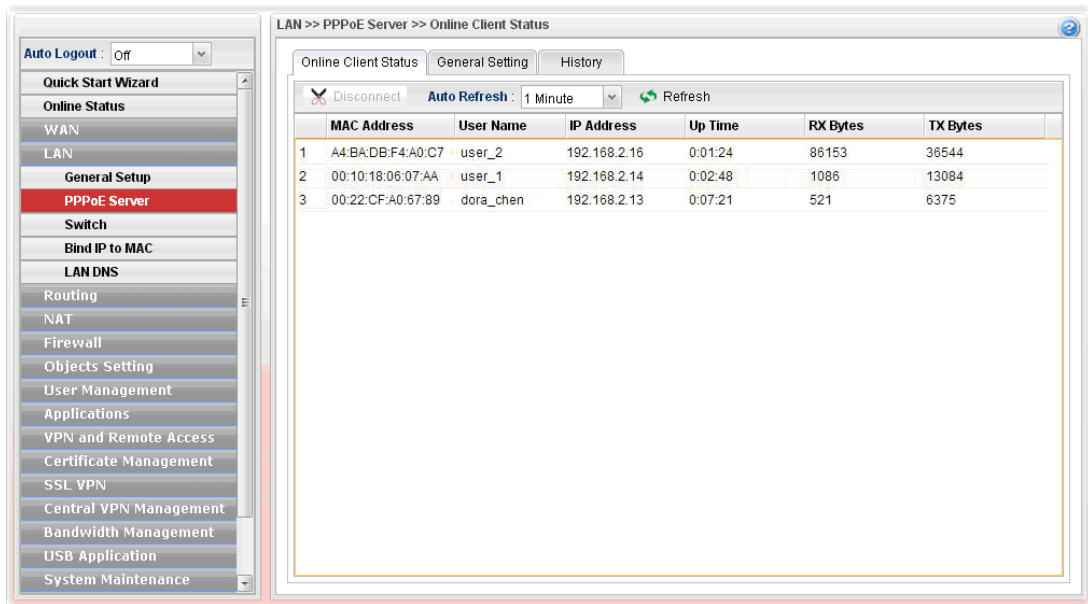 LAN >> PPPoE Server >> Online Client Status
Auto Logout : Off
Quick Start Wizard
Online Status
WAN
LAN
General Setup
PPPoE Server
Switch
Bind IP to MAC
LAN DNS
Routing
NAT
Firewall
Objects Setting
User Management
Applications
VPN and Remote Access
Certificate Management
SSL VPN
Central VPN Management
Bandwidth Management
USB Application
System Maintenance
Online Client Status General Setting History
Disconnect Auto Refresh : 1 Minute Refresh
MAC Address User Name IP Address Up Time RX Bytes TX Bytes
1 A4:BA:DB:F4:A0:C7 user_2 192.168.2.16 0:01:24 86153 36544
2 00:10:18:06:07:AA user_1 192.168.2.14 0:02:48 1086 13084
3 00:22:CF:A0:67:89 dora_chen 192.168.2.13 0:07:21 521 6375